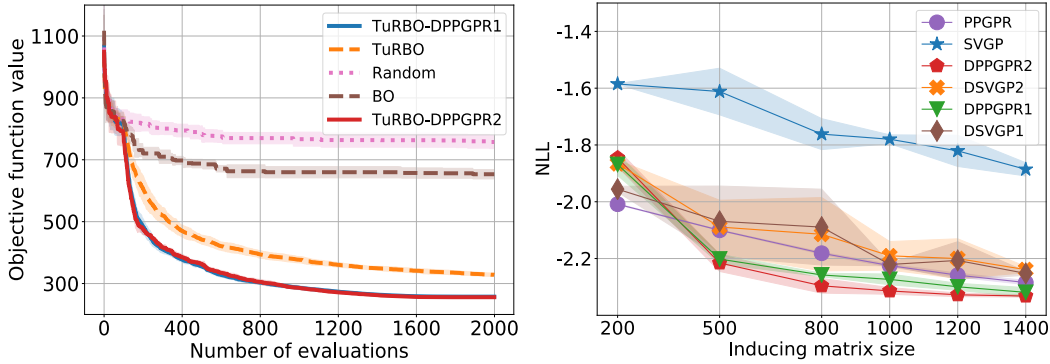 Objective function value
1100
900
700
500
300
0
400
800
1200
1600
2000
Number of evaluations
TuRBO-DPPGPR1
TuRBO
Random
BO
TuRBO-DPPGPR2
NLL
-1.4
-1.6
-1.8
-2.0
-2.2
200
500
800
1000
1200
1400
Inducing matrix size
PPGPR
SVGP
DPPGPR2
DSVGP2
DPPGPR1
DSVGP1